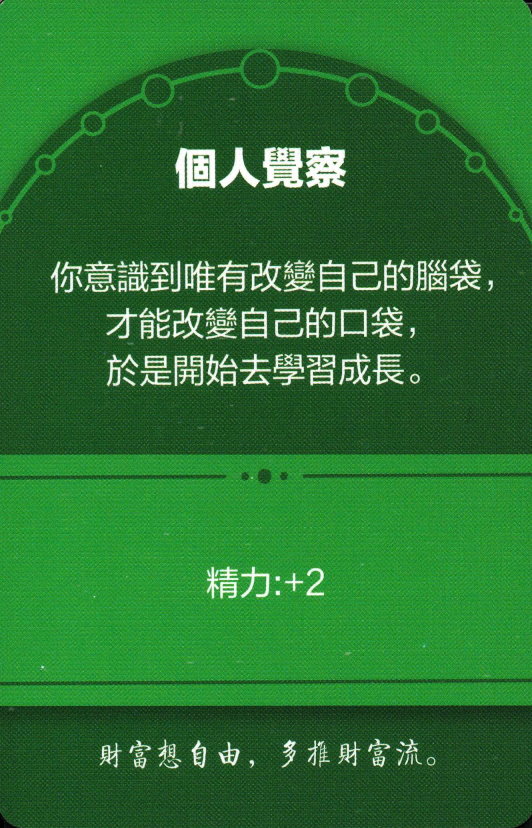 個人覺察
你意識到唯有改變自己的腦袋，
才能改變自己的口袋，
於是開始去學習成長。
精力:+2
財富想自由，多推財富流。